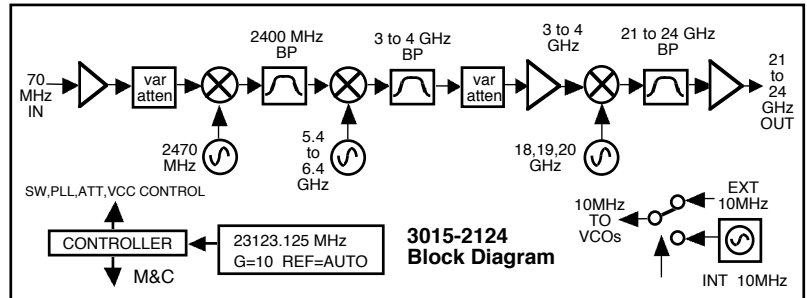 2400 MHz
BP
3 to 4 GHz
BP
3 to 4
GHz
21 to 24 GHz
BP
70
MHz
IN
var
atten
var
atten
21
to
24
GHz
OUT
2470
MHz
5.4
to
6.4
GHz
18,19,20
GHz
SW,PLL,ATT,VCC CONTROL
CONTROLLER
M&C
23123.125 MHz
G=10 REF=AUTO
3015-2124
Block Diagram
10MHz
TO
VCOs
EXT
10MHz
INT 10MHz